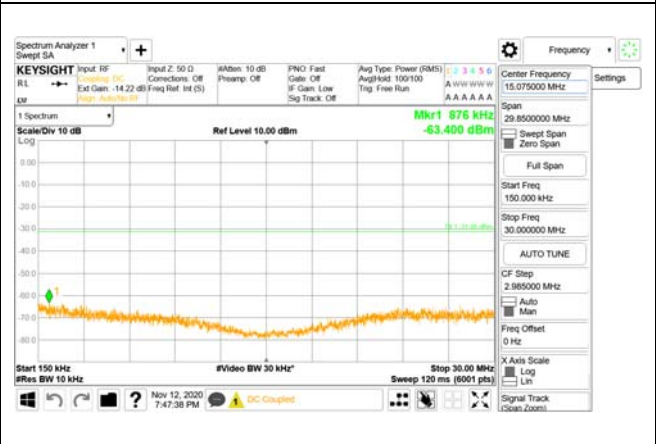 Spectrum Analyzer 1
Swept SA
Frequency
Settings
KEYSIGHT
RL
Input: RF
Coupling: DC
Ext Gain: -14.22 dB
Align: Auto/No RF
Input Z: 50 Ω
Corrections: Off
Freq Ref: Int (S)
#Atten: 10 dB
Preamp: Off
PNO: Fast
Gate: Off
IF Gain: Low
Sig Track: Off
Avg Type: Power (RMS)
Avg|Hold: 100/100
Trig: Free Run
1 2 3 4 5 6
A W W W W W
A A A A A A
1 Spectrum
Scale/Div 10 dB
Log
Ref Level 10.00 dBm
Mkr1 876 kHz
-63.400 dBm
0.00
-10.0
-20.0
-30.0
-40.0
-50.0
-60.0
-70.0
-80.0
1
Start 150 kHz
#Res BW 10 kHz
#Video BW 30 kHz*
Stop 30.00 MHz
Sweep 120 ms (6001 pts)
Center Frequency
15.075000 MHz
Span
29.8500000 MHz
Swept Span
Zero Span
Full Span
Start Freq
150.000 kHz
Stop Freq
30.000000 MHz
AUTO TUNE
CF Step
2.985000 MHz
Auto
Man
Freq Offset
0 Hz
X Axis Scale
Log
Lin
Signal Track
(Span Zoom)
?
Nov 12, 2020
7:47:38 PM
1
DC Coupled